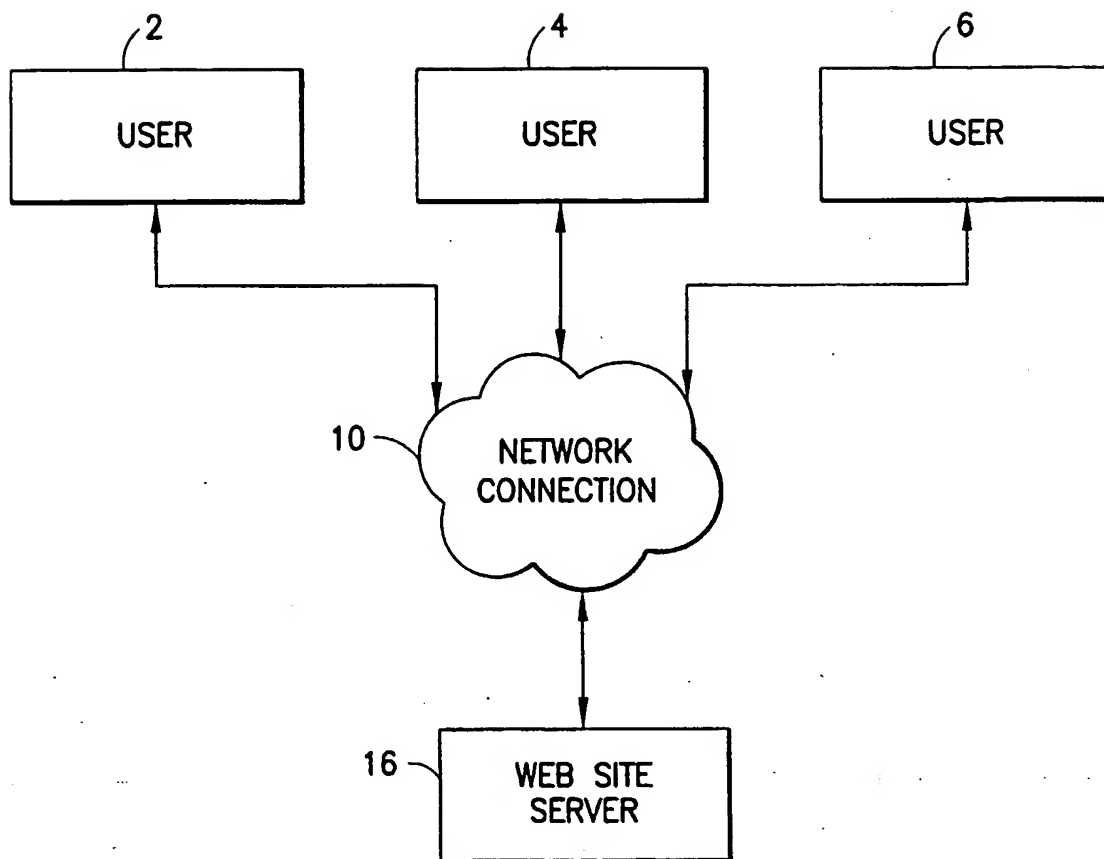 2
4
6
USER
USER
USER
10
NETWORK
CONNECTION
16
WEB SITE
SERVER